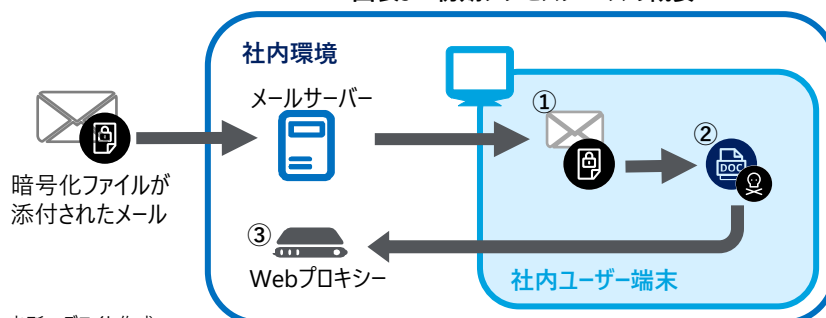 社内環境
メールサーバー
①
②
DOC
暗号化ファイルが
添付されたメール
③
Webプロキシー
社内ユーザー端末